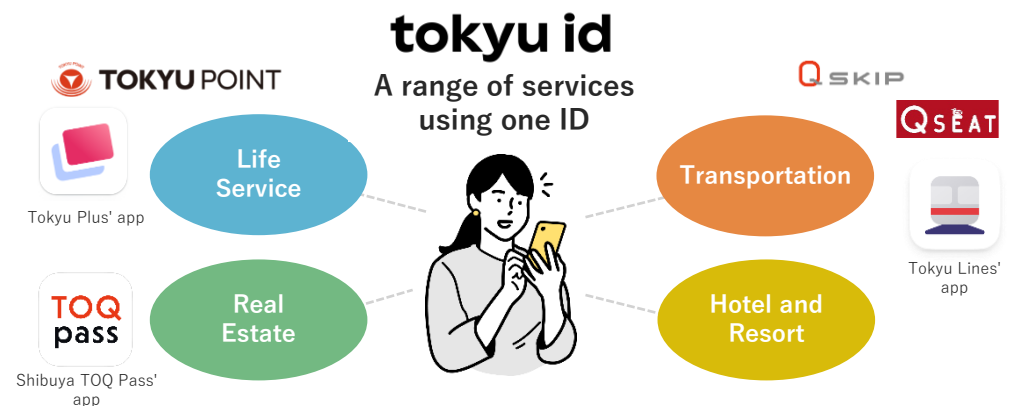 tokyu id
A range of services
using one ID
TOKYU POINT
Tokyu Plus' app
Life
Service
TOQ
pass
Shibuya TOQ Pass'
app
Real
Estate
Q SKIP
Q SEAT
Transportation
Tokyu Lines'
app
Hotel and
Resort